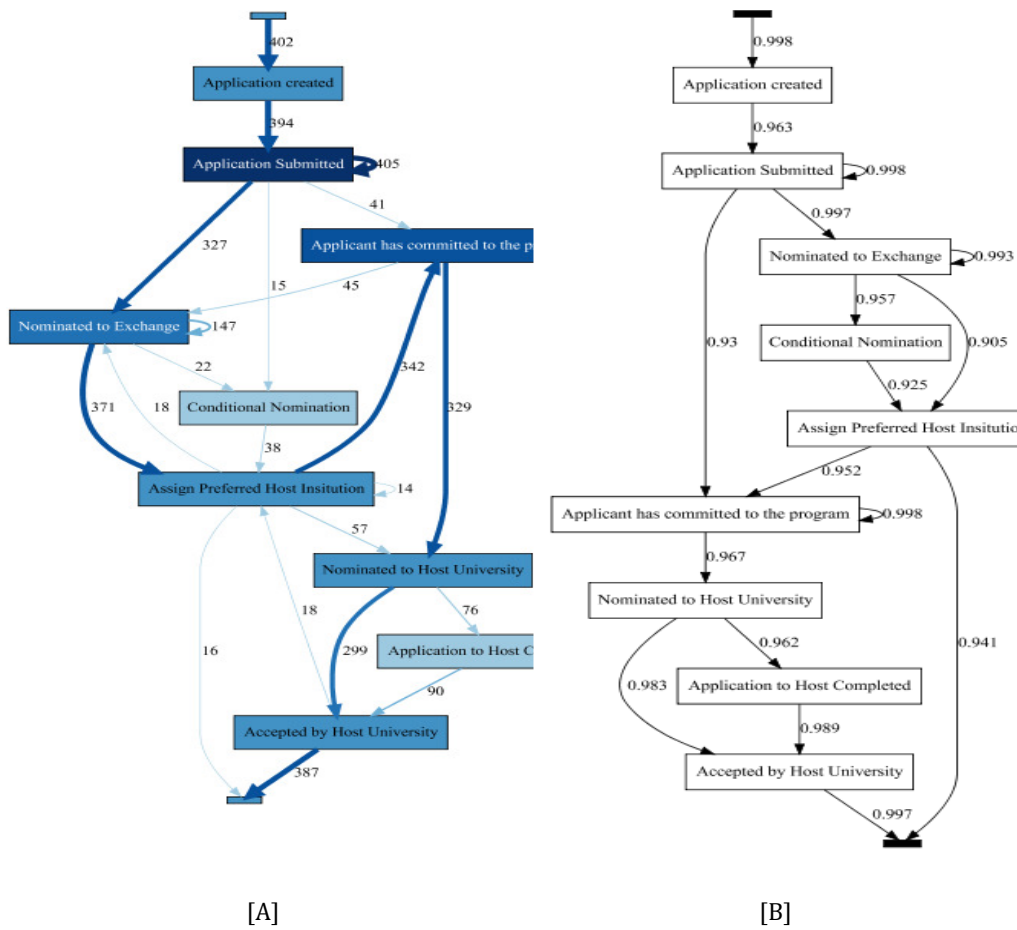 402
Application created
394
Application Submitted
405
41
327
Applicant has committed to the p
15
45
Nominated to Exchange
147
22
342
Conditional Nomination
371
18
329
38
Assign Preferred Host Insitution
14
57
Nominated to Host University
18
76
16
299
Application to Host C
90
Accepted by Host University
387
[A]
0.998
Application created
0.963
Application Submitted
0.998
0.997
Nominated to Exchange
0.993
0.957
0.93
Conditional Nomination
0.905
0.925
Assign Preferred Host Insitutio
0.952
Applicant has committed to the program
0.998
0.967
Nominated to Host University
0.962
0.941
0.983
Application to Host Completed
0.989
Accepted by Host University
0.997
[B]